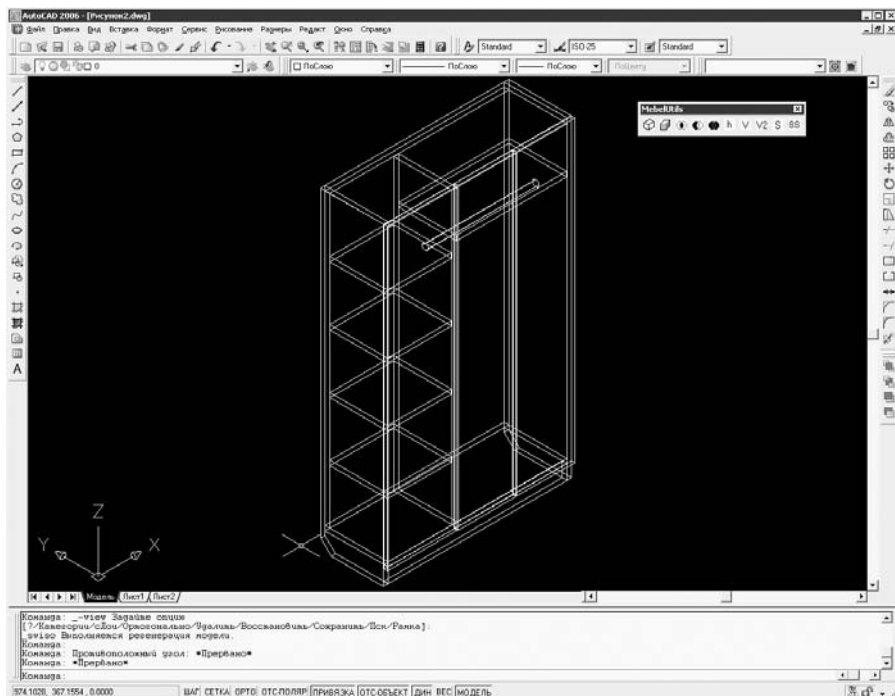 AutoCAD 2006 - [Рисунок2.dwg]
Файл Правка Вид Вставка Формат Сервис Рисование Размеры Редакт Окно Справка
Standard ISO-25 Standard
0 ПоСлою ПоСлою ПоСлою ПоЦвету
MebelUtils
h V V2 S
A
Z
Y X
Модель Лист1 Лист2
Команда: _-view Задайте опцию
[?/Категории/сЛои/Ортогонально/Удалить/Восстановить/Сохранить/Пск/Рамка]:
_swiso Выполняется регенерация модели.
Команда:
Команда: Противоположный угол: *Прервано*
Команда: *Прервано*
Команда:
974.1020, 367.1554, 0.0000 ШАГ СЕТКА ОРТО ОТС-ПОЛЯР ПРИВЯЗКА ОТС-ОБЪЕКТ ДИН ВЕС МОДЕЛЬ